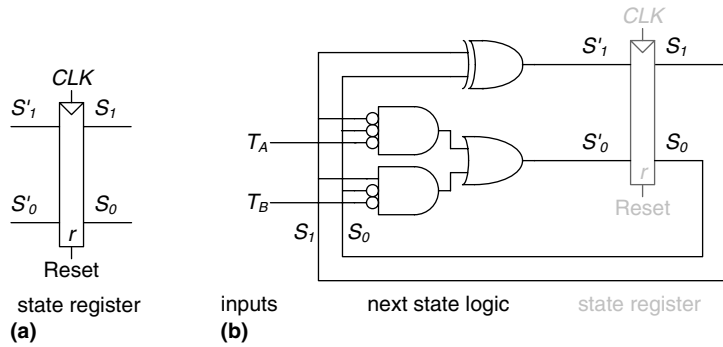 CLK
S'1 S1
S'0 S0
r
Reset
state register
(a)
CLK
S'1 S1
TA
S'0 S0
r
TB
Reset
S1 S0
inputs next state logic state register
(b)